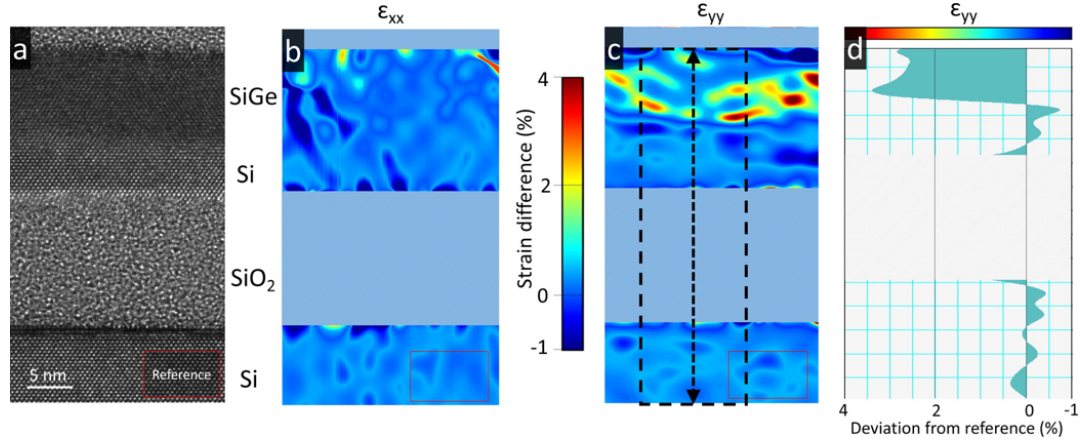 a
SiGe
Si
SiO2
Si
5 nm
Reference
εxx
b
Strain difference (%)
4
2
0
-1
εyy
c
εyy
d
4 2 0 -1
Deviation from reference (%)